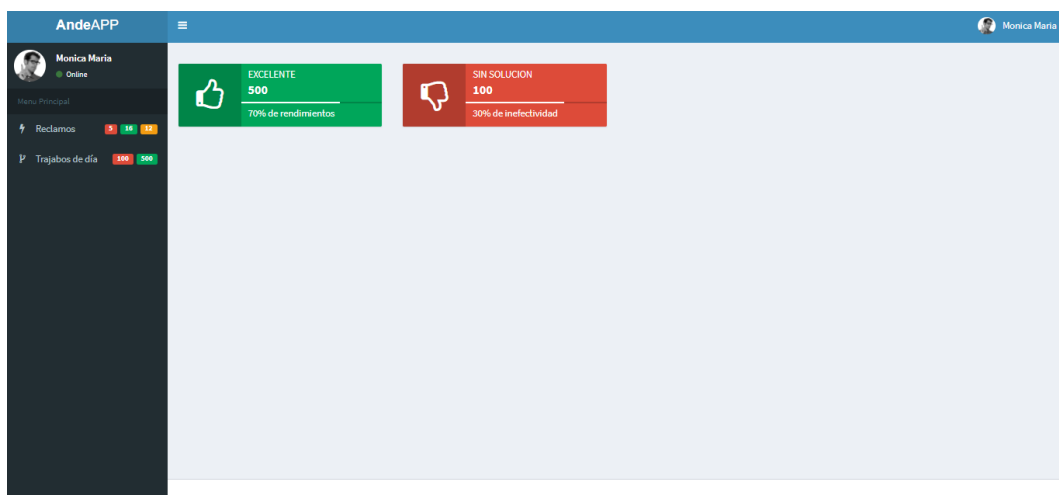 AndeAPP
Monica Maria
Monica Maria
Online
Menu Principal
Reclamos 5 16 12
Trajabos de día 100 500
EXCELENTE
500
70% de rendimientos
SIN SOLUCION
100
30% de inefectividad